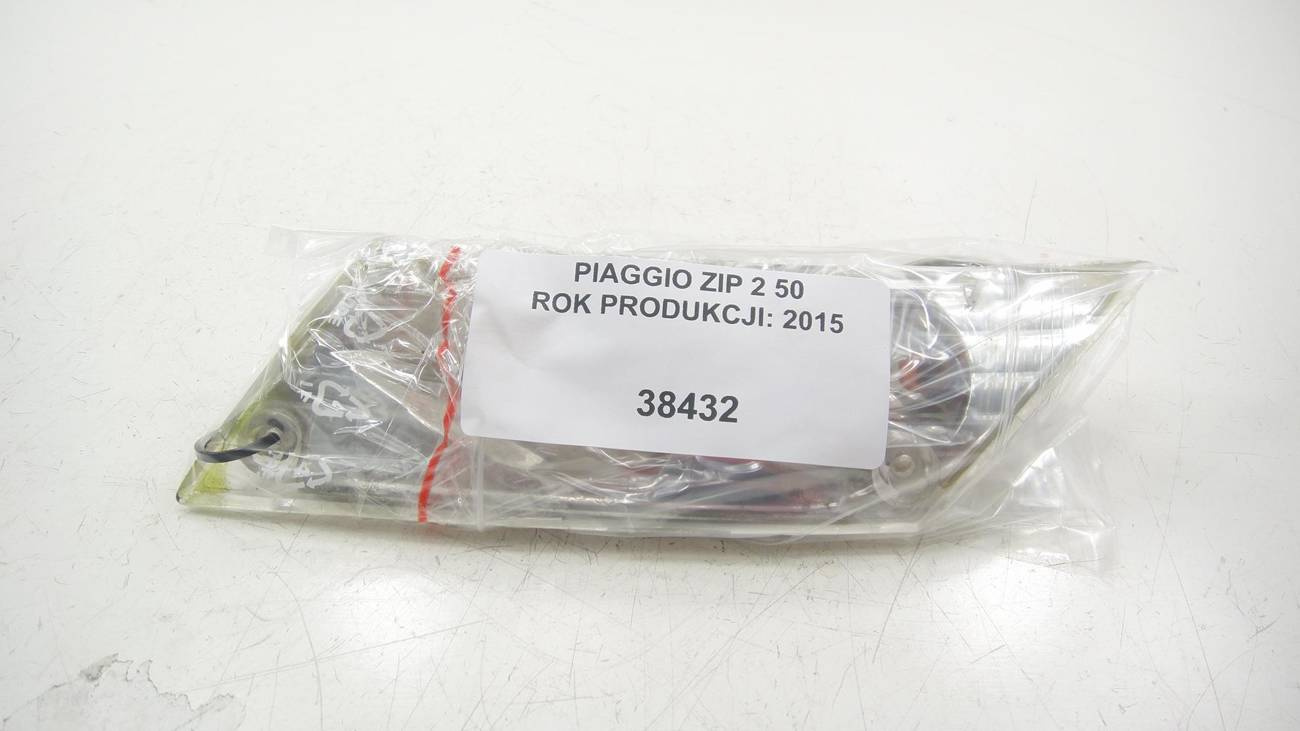 PIAGGIO ZIP 2 50
ROK PRODUKCJI: 2015
38432